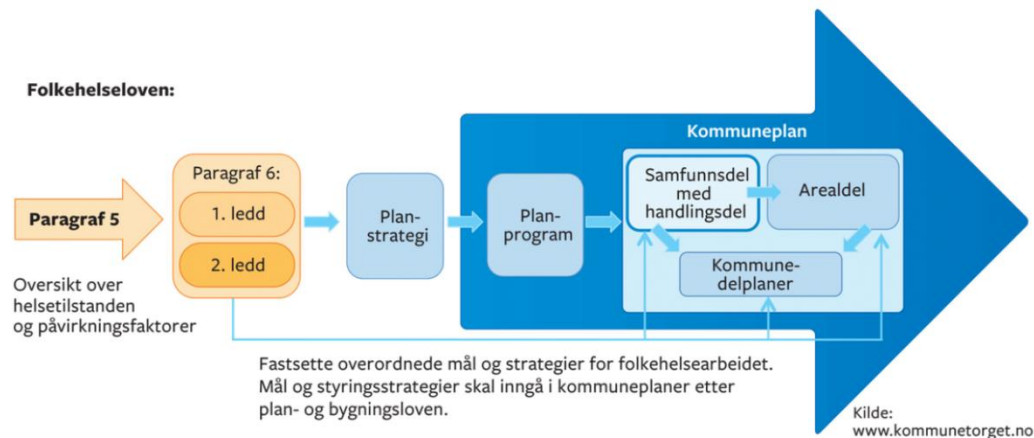 Folkehelseloven:
Paragraf 5
Oversikt over
helsetilstanden
og påvirkningsfaktorer
Paragraf 6:
1. ledd
2. ledd
Plan-
strategi
Plan-
program
Kommuneplan
Samfunnsdel
med
handlingsdel
Arealdel
Kommune-
delplaner
Fastsette overordnede mål og strategier for folkehelsearbeidet.
Mål og styringsstrategier skal inngå i kommuneplaner etter
plan- og bygningsloven.
Kilde:
www.kommunetorget.no